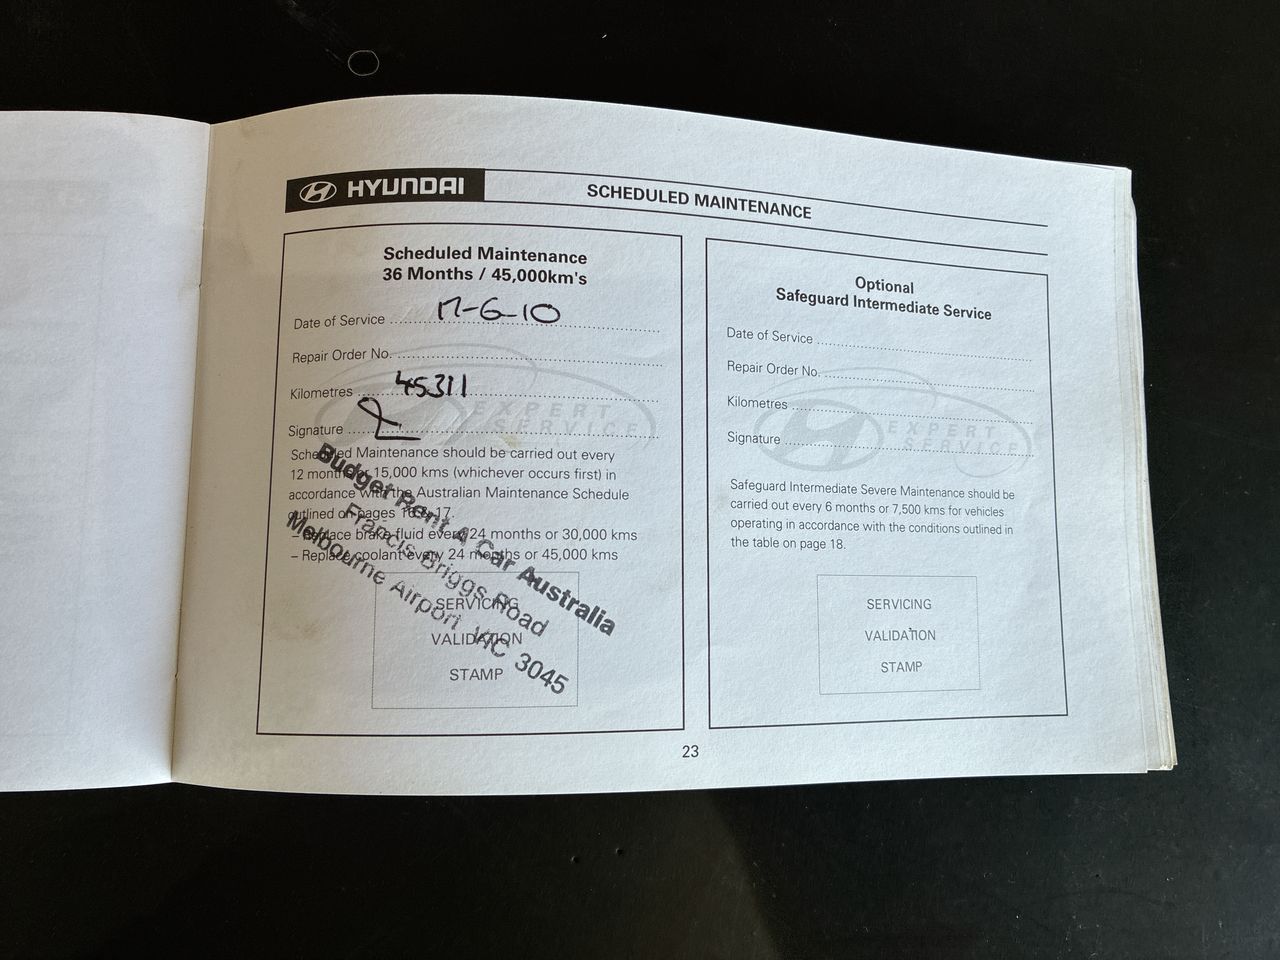 HYUNDAI
SCHEDULED MAINTENANCE
Scheduled Maintenance
36 Months / 45,000km's
Date of Service 17-6-10
Repair Order No.
Kilometres 45311
Signature
EXPERT
SERVICE
Scheduled Maintenance should be carried out every
12 months or 15,000 kms (whichever occurs first) in
accordance with the Australian Maintenance Schedule
outlined on pages 16 & 17.
– Replace brake fluid every 24 months or 30,000 kms
– Replace coolant every 24 months or 45,000 kms
Budget Rent A Car Australia
Francis Briggs Road
Melbourne Airport VIC 3045
SERVICING
VALIDATION
STAMP
Optional
Safeguard Intermediate Service
Date of Service
Repair Order No.
Kilometres
Signature
EXPERT
SERVICE
Safeguard Intermediate Severe Maintenance should be
carried out every 6 months or 7,500 kms for vehicles
operating in accordance with the conditions outlined in
the table on page 18.
SERVICING
VALIDATION
STAMP
23